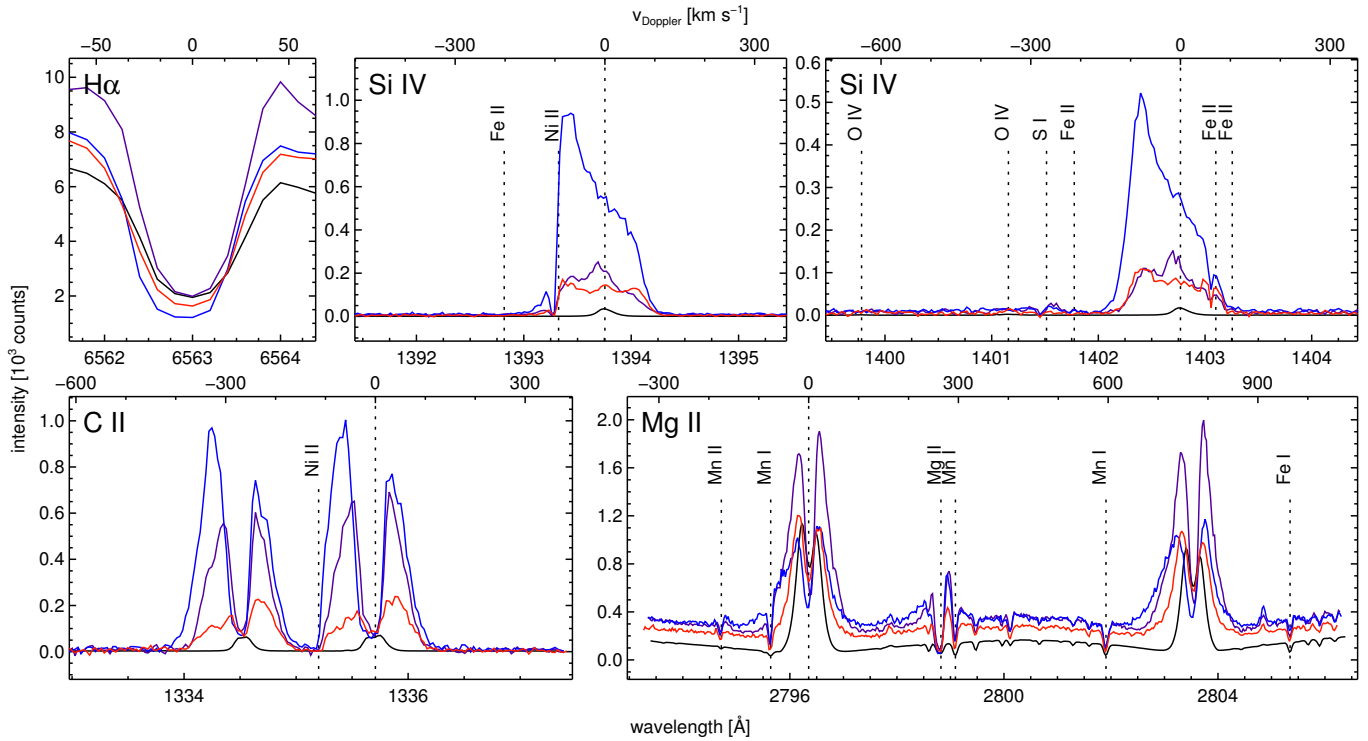 v_Doppler [km s⁻¹]
−50 0 50
−300 0 300
−600 −300 0 300
Hα
10
8
6
4
2
6562 6563 6564
Si IV
1.0
0.8
0.6
0.4
0.2
0.0
Fe II
Ni II
1392 1393 1394 1395
Si IV
0.6
0.5
0.4
0.3
0.2
0.1
0.0
O IV
O IV
S I
Fe II
Fe II
Fe II
1400 1401 1402 1403 1404
intensity [10³ counts]
−600 −300 0 300
−300 0 300 600 900
C II
1.0
0.8
0.6
0.4
0.2
0.0
Ni II
1334 1336
Mg II
2.0
1.6
1.2
0.8
0.4
0.0
Mn II
Mn I
Mg II
Mn I
Mn I
Fe I
2796 2800 2804
wavelength [Å]